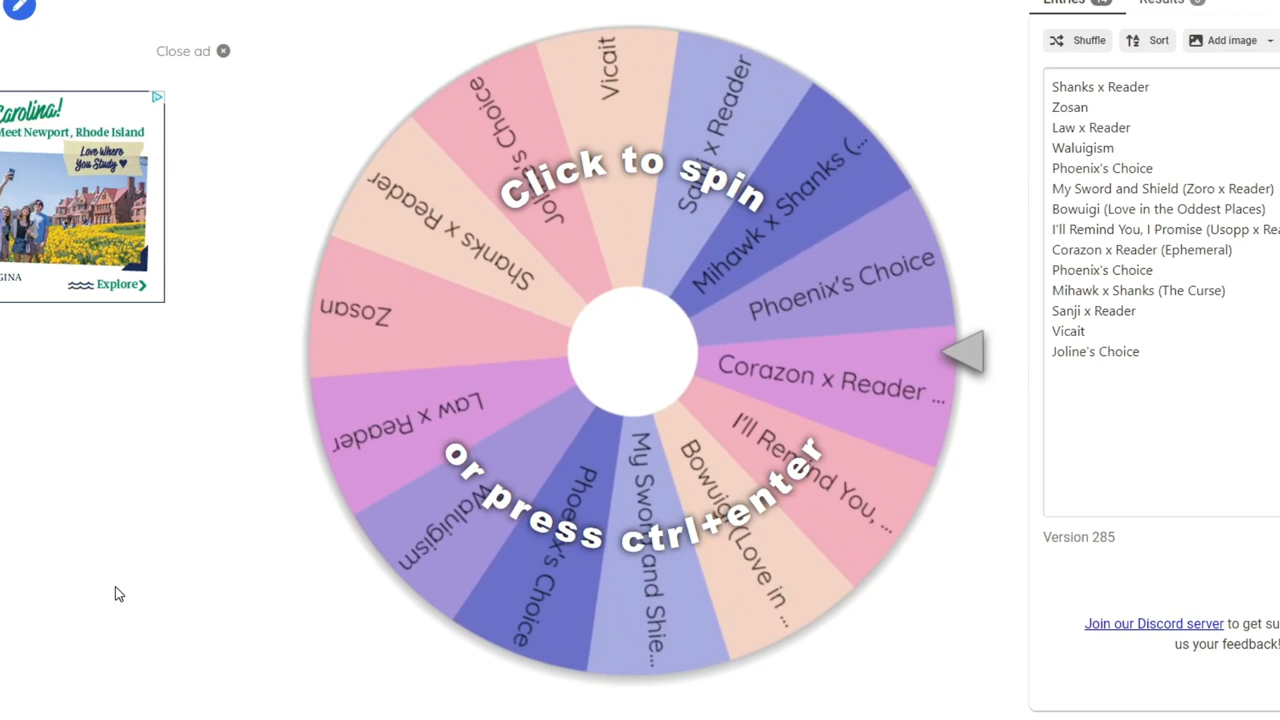 Entries 14 Results 0
Close ad
Shuffle Sort Add image
Carolina!
Meet Newport, Rhode Island
Love Where
You Study
GINA
Explore
Click to spin
or press ctrl+enter
Vicait
Sanji x Reader
Mihawk x Shanks (...
Phoenix's Choice
Corazon x Reader ...
I'll Remind You, ...
Bowuigi (Love in ...
My Sword and Shie...
Phoenix's Choice
Waluigism
Law x Reader
Zosan
Shanks x Reader
Joline's Choice
Shanks x Reader
Zosan
Law x Reader
Waluigism
Phoenix's Choice
My Sword and Shield (Zoro x Reader)
Bowuigi (Love in the Oddest Places)
I'll Remind You, I Promise (Usopp x Rea
Corazon x Reader (Ephemeral)
Phoenix's Choice
Mihawk x Shanks (The Curse)
Sanji x Reader
Vicait
Joline's Choice
Version 285
Join our Discord server to get su
us your feedback!